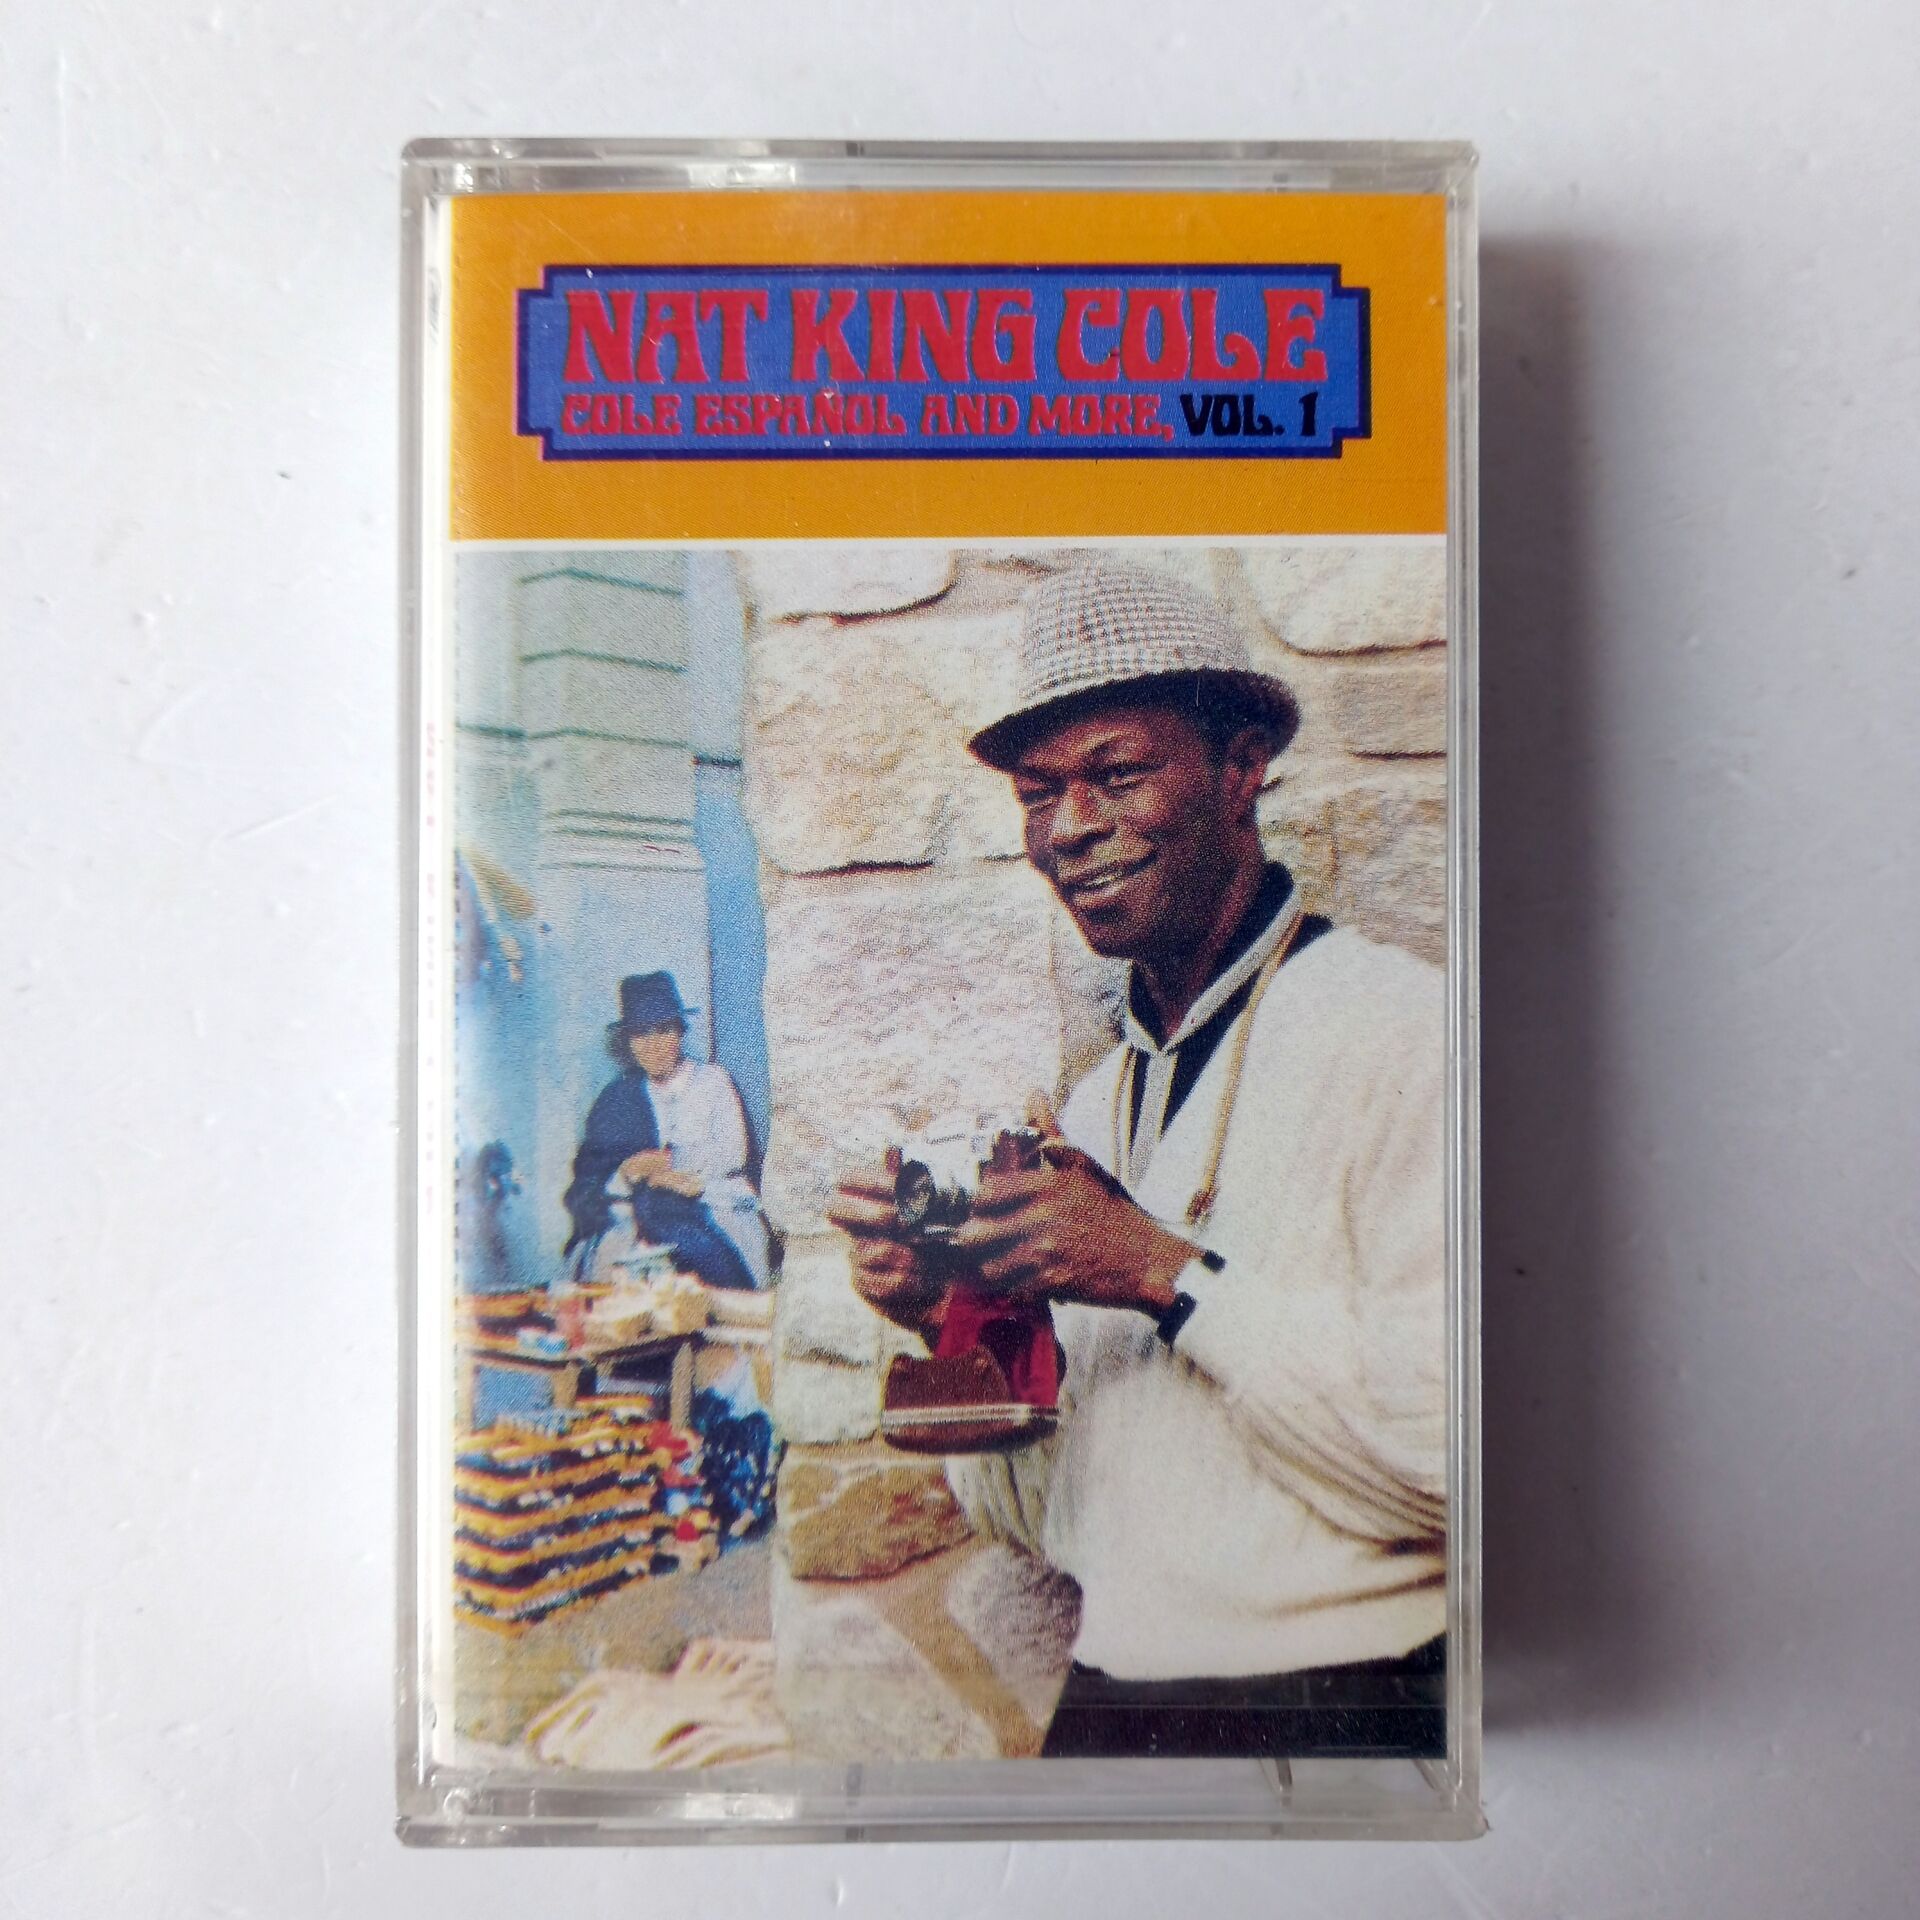 NAT KING COLE
COLE ESPAÑOL AND MORE, VOL. 1